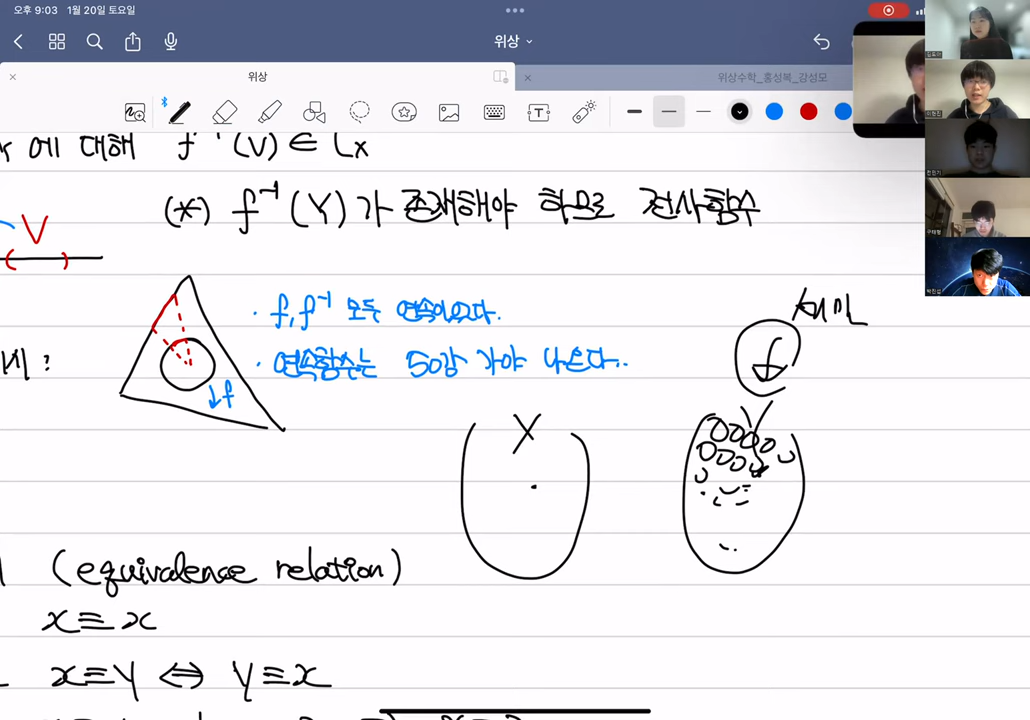 오후 9:03 1월 20일 토요일
위상
위상
위상수학_홍성복_강성모
에 대해 f⁻¹(V) ∈ Lx
(*) f⁻¹(Y)가 존재해야 하므로 전사함수
V
· f, f⁻¹ 모두 연속이었다.
· 연속함수는 50강 가야 나온다..
f
↓f
X
Y
(equivalence relation)
x≡x
x≡y ⇔ y≡x